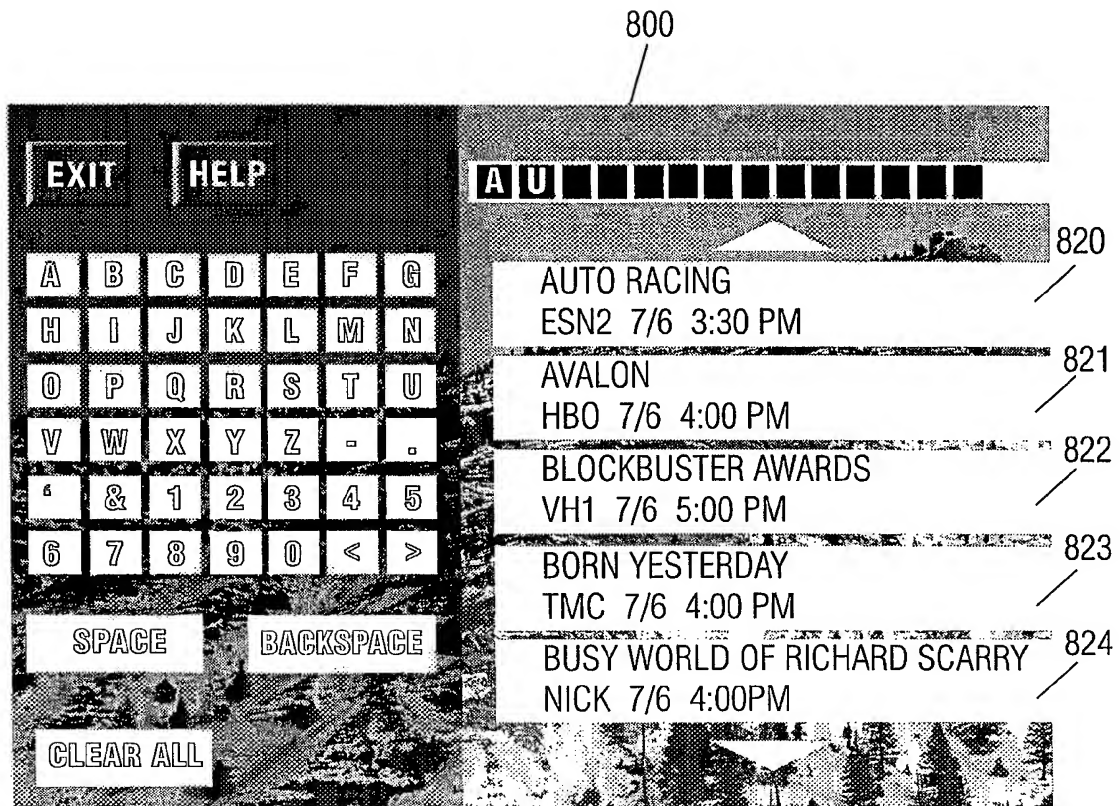 800
EXIT HELP
A U
A B C D E F G
H I J K L M N
O P Q R S T U
V W X Y Z - .
‘ & 1 2 3 4 5
6 7 8 9 0 < >
SPACE BACKSPACE
CLEAR ALL
820
AUTO RACING
ESN2 7/6 3:30 PM
821
AVALON
HBO 7/6 4:00 PM
822
BLOCKBUSTER AWARDS
VH1 7/6 5:00 PM
823
BORN YESTERDAY
TMC 7/6 4:00 PM
824
BUSY WORLD OF RICHARD SCARRY
NICK 7/6 4:00PM